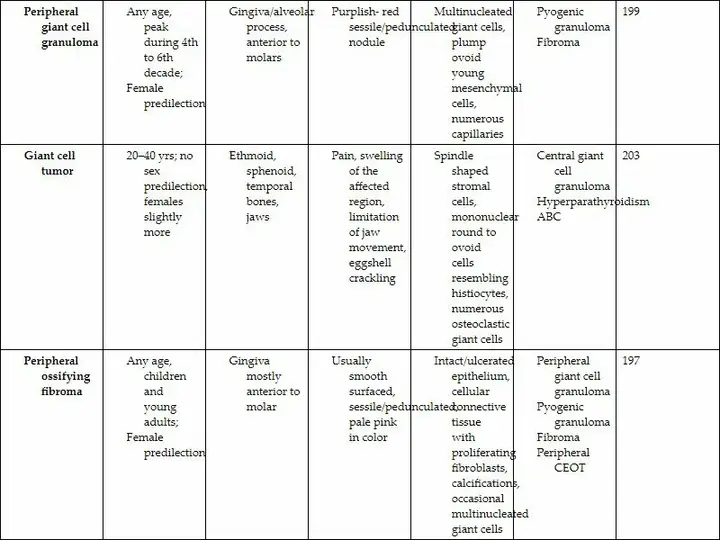 Peripheral
giant cell
granuloma
Any age,
peak
during 4th
to 6th
decade;
Female
predilection
Gingiva/alveolar
process,
anterior to
molars
Purplish- red
sessile/pedunculated
nodule
Multinucleated
giant cells,
plump
ovoid
young
mesenchymal
cells,
numerous
capillaries
Pyogenic
granuloma
Fibroma
199
Giant cell
tumor
20–40 yrs; no
sex
predilection,
females
slightly
more
Ethmoid,
sphenoid,
temporal
bones,
jaws
Pain, swelling
of the
affected
region,
limitation
of jaw
movement,
eggshell
crackling
Spindle
shaped
stromal
cells,
mononuclear
round to
ovoid
cells
resembling
histiocytes,
numerous
osteoclastic
giant cells
Central giant
cell
granuloma
Hyperparathyroidism
ABC
203
Peripheral
ossifying
fibroma
Any age,
children
and
young
adults;
Female
predilection
Gingiva
mostly
anterior to
molar
Usually
smooth
surfaced,
sessile/pedunculated,
pale pink
in color
Intact/ulcerated
epithelium,
cellular
connective
tissue
with
proliferating
fibroblasts,
calcifications,
occasional
multinucleated
giant cells
Peripheral
giant cell
granuloma
Pyogenic
granuloma
Fibroma
Peripheral
CEOT
197